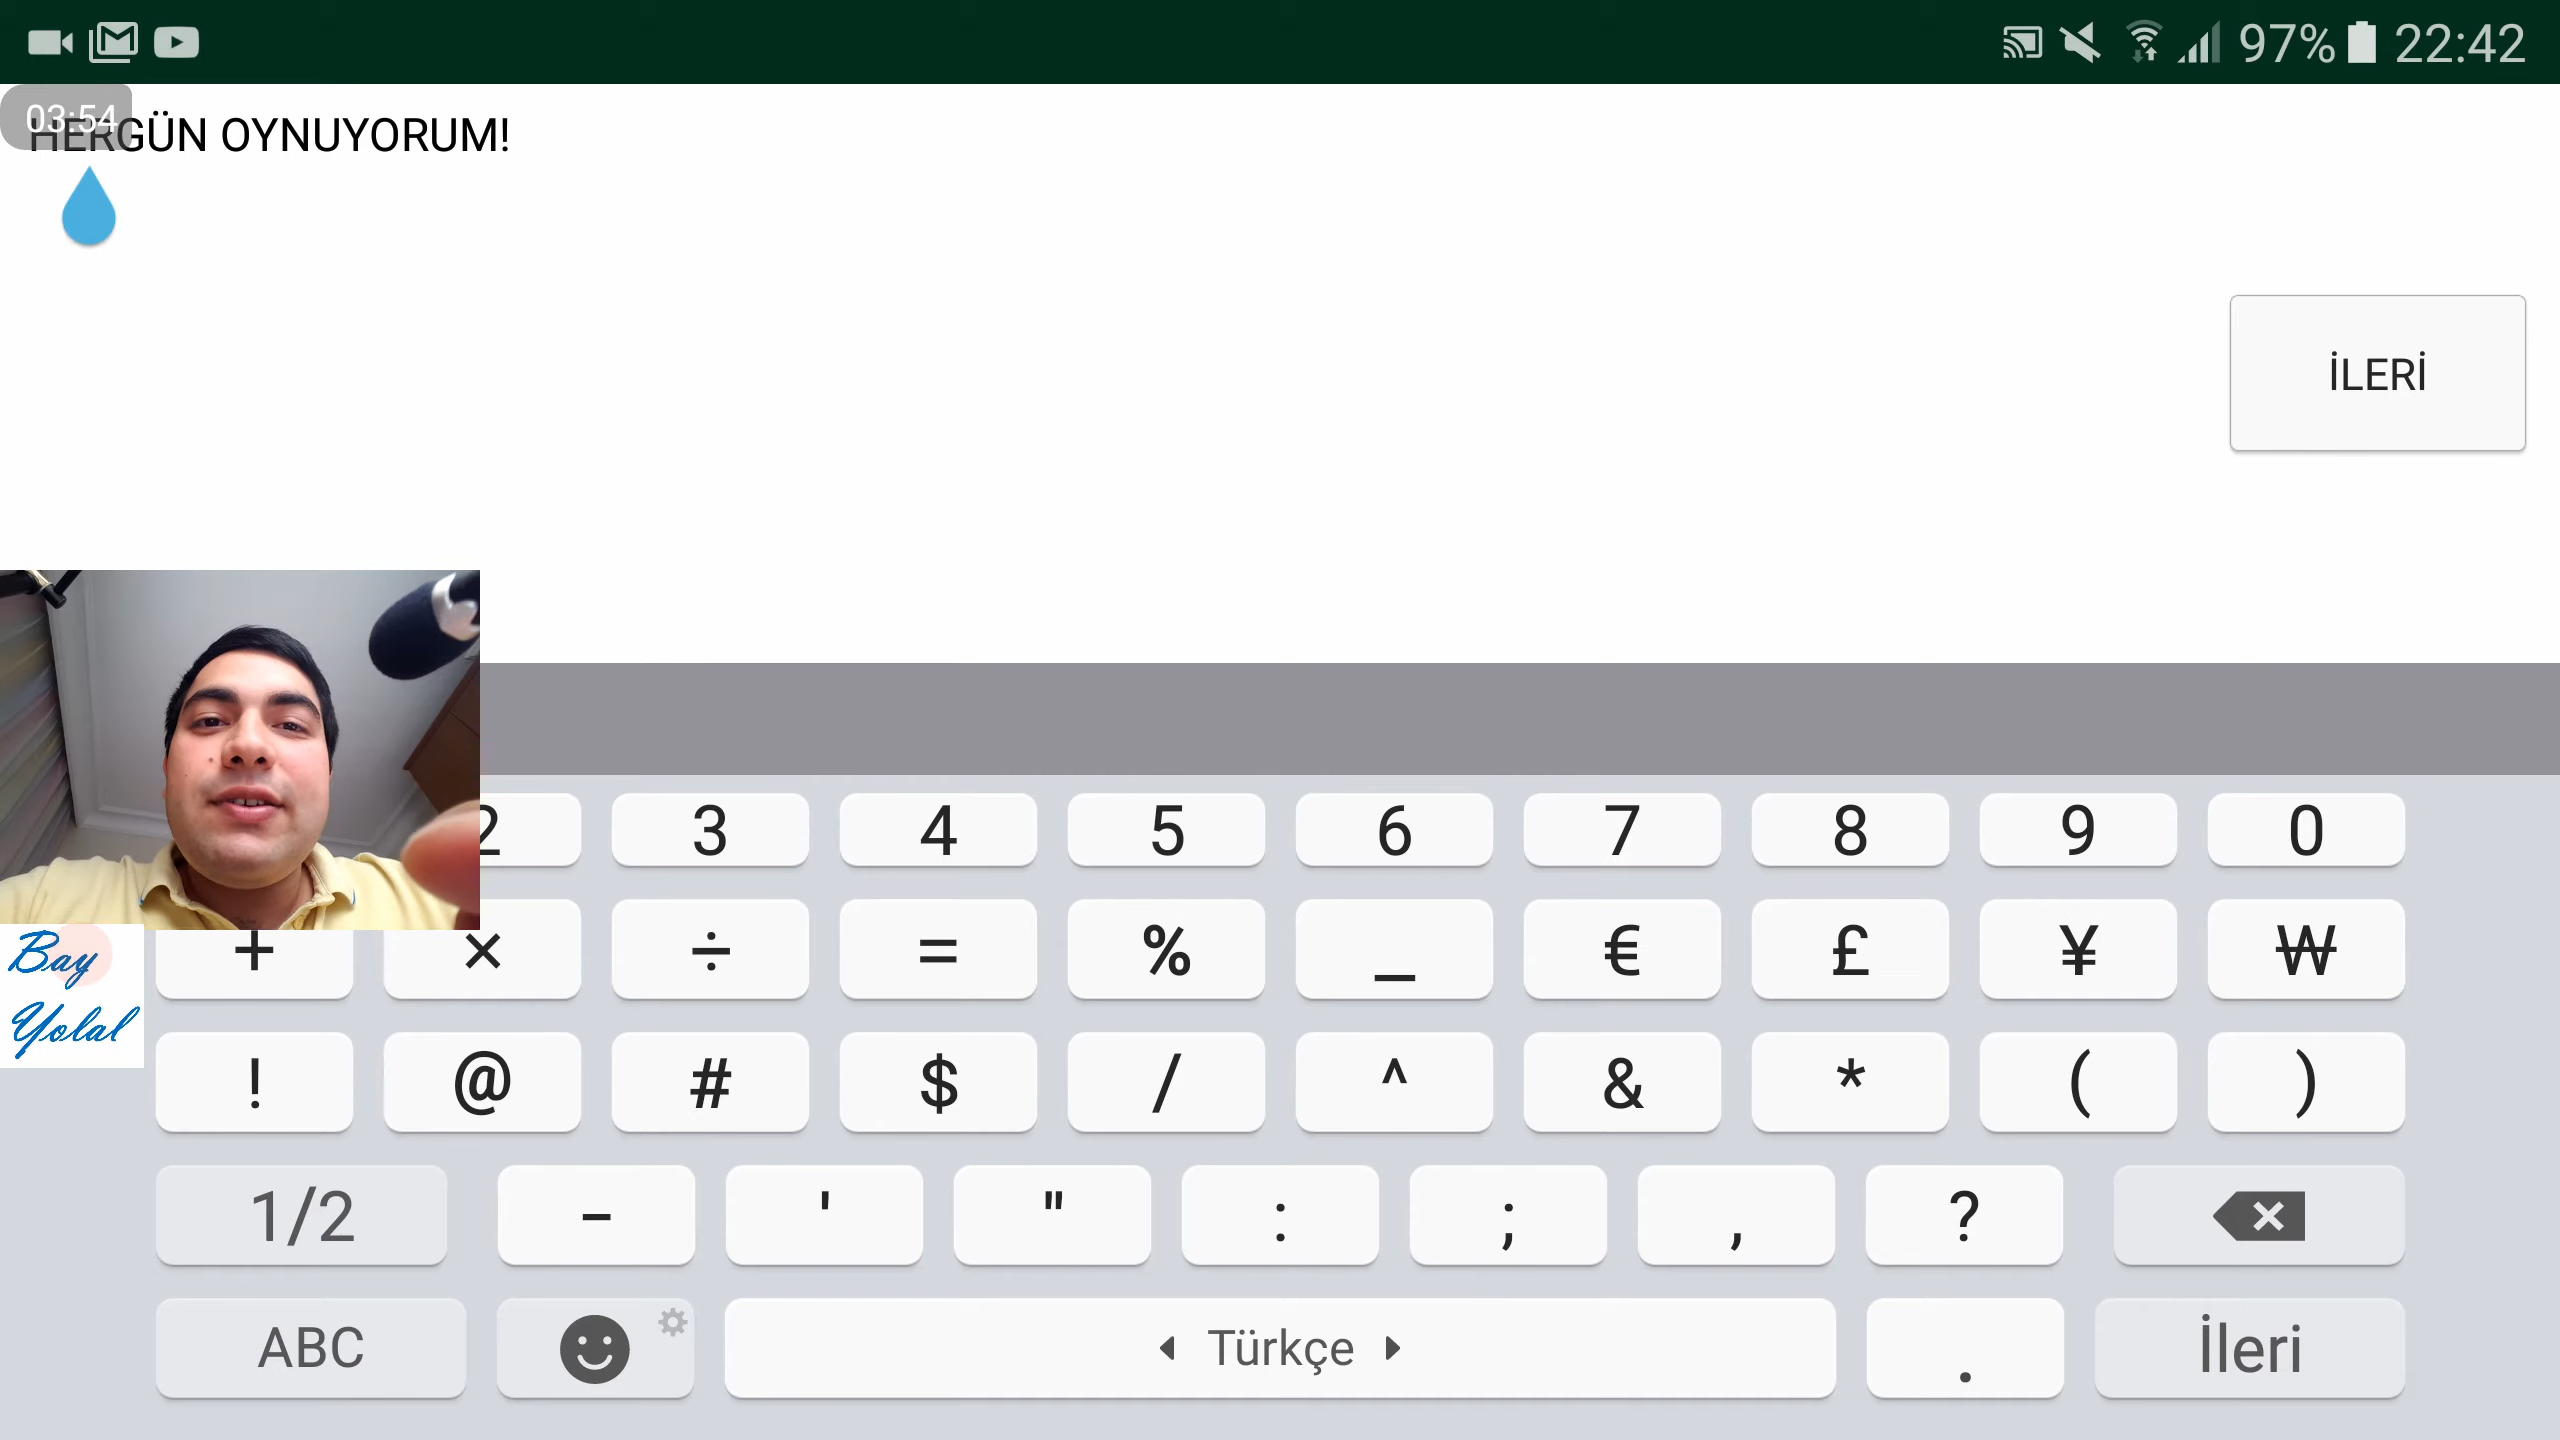 97% 22:42
03:54
HERGÜN OYNUYORUM!
İLERİ
2 3 4 5 6 7 8 9 0
+ × ÷ = % _ € £ ¥ ₩
Bay
Yolal
! @ # $ / ^ & * ( )
1/2 - ' " : ; , ?
ABC Türkçe . İleri